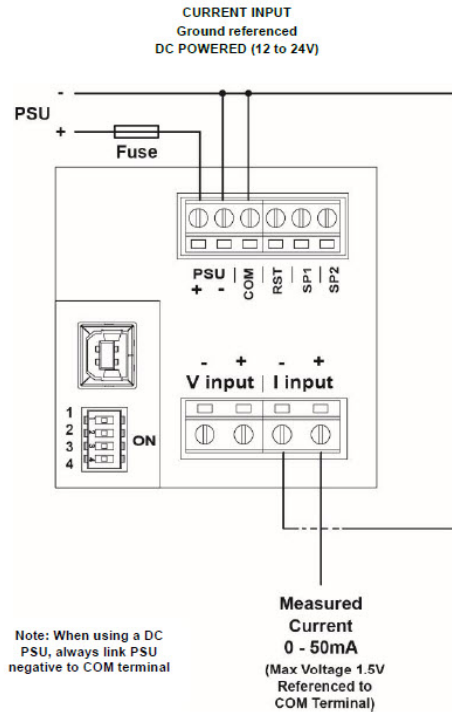 CURRENT INPUT
Ground referenced
DC POWERED (12 to 24V)
-
PSU
+
Fuse
PSU | COM | RST | SP1 | SP2
+ -
- + - +
V input | I input
1
2
3
4
ON
Measured
Current
0 - 50mA
(Max Voltage 1.5V
Referenced to
COM Terminal)
Note: When using a DC
PSU, always link PSU
negative to COM terminal